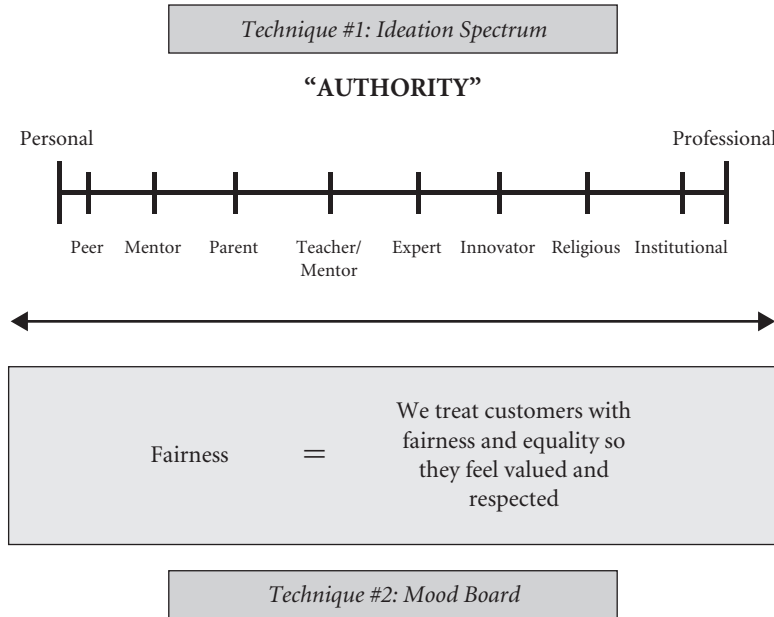 Technique #1: Ideation Spectrum
“AUTHORITY”
Personal Professional
Peer Mentor Parent Teacher/ Expert Innovator Religious Institutional
Mentor
We treat customers with
fairness and equality so
Fairness = they feel valued and
respected
Technique #2: Mood Board